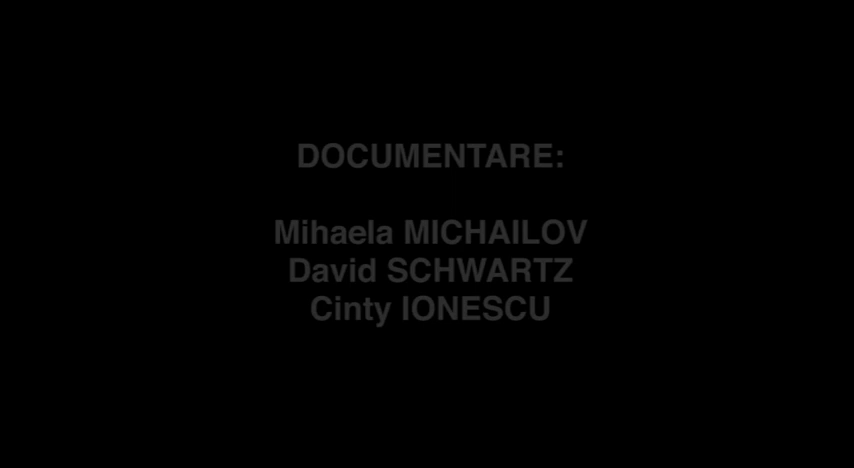 DOCUMENTARE:
Mihaela MICHAILOV
David SCHWARTZ
Cinty IONESCU